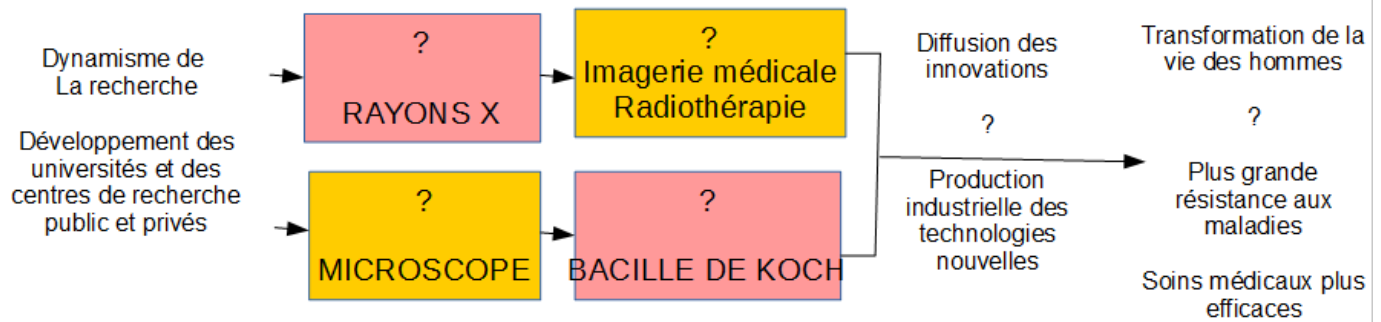 Dynamisme de
La recherche
Développement des
universités et des
centres de recherche
public et privés
?
RAYONS X
?
Imagerie médicale
Radiothérapie
?
MICROSCOPE
?
BACILLE DE KOCH
Diffusion des
innovations
?
Production
industrielle des
technologies
nouvelles
Transformation de la
vie des hommes
?
Plus grande
résistance aux
maladies
Soins médicaux plus
efficaces